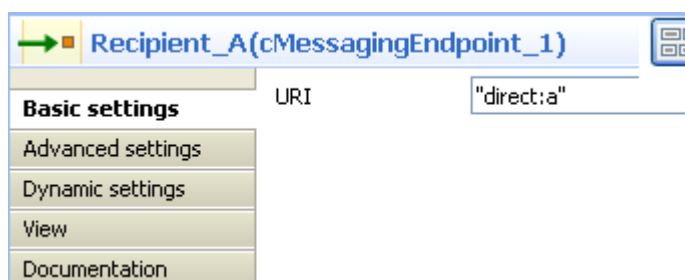 Recipient_A(cMessagingEndpoint_1)
Basic settings
URI
"direct:a"
Advanced settings
Dynamic settings
View
Documentation